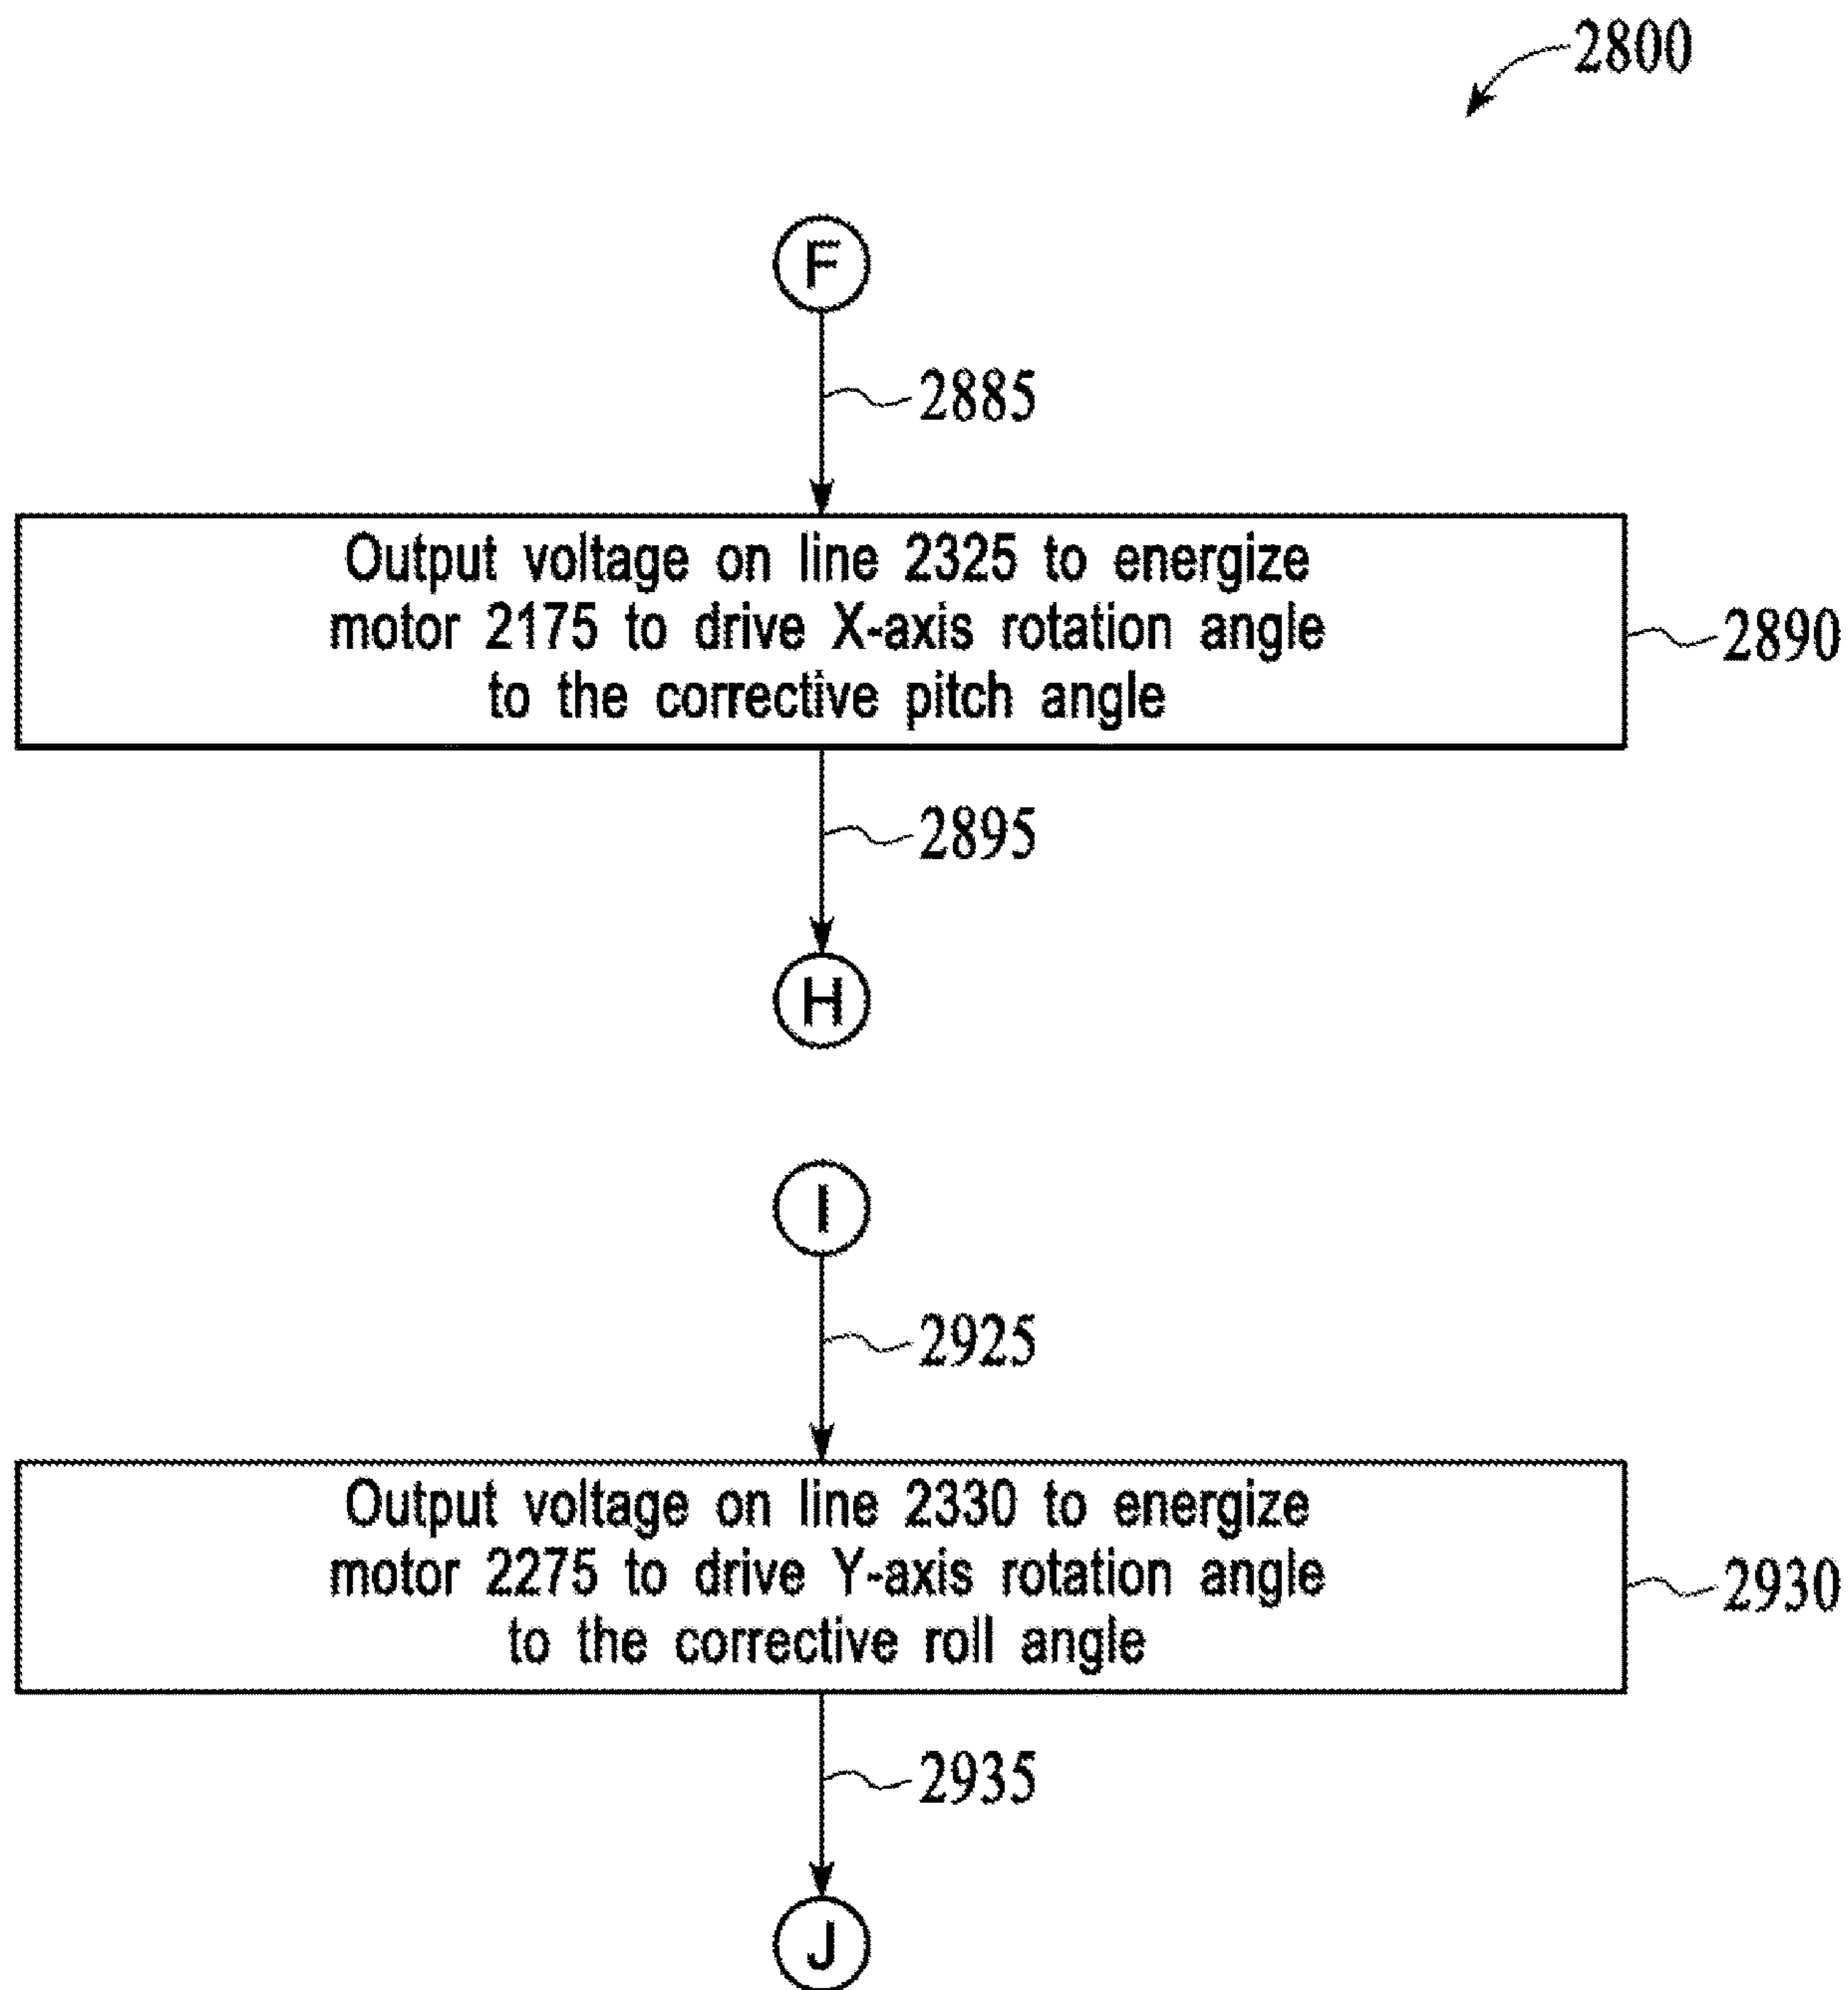 2800
F
2885
Output voltage on line 2325 to energize
motor 2175 to drive X-axis rotation angle
to the corrective pitch angle
2890
2895
H
I
2925
Output voltage on line 2330 to energize
motor 2275 to drive Y-axis rotation angle
to the corrective roll angle
2930
2935
J